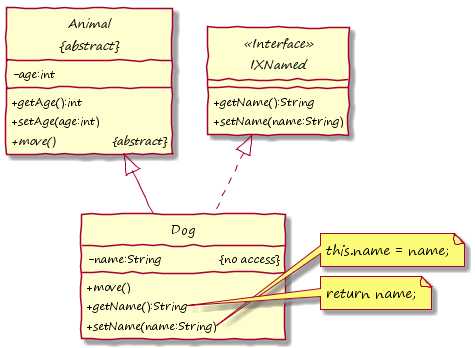 Animal
{abstract}
-age:int
+getAge():int
+setAge(age:int)
+move() {abstract}
«Interface»
IXNamed
+getName():String
+setName(name:String)
Dog
-name:String {no access}
+move()
+getName():String
+setName(name:String)
this.name = name;
return name;